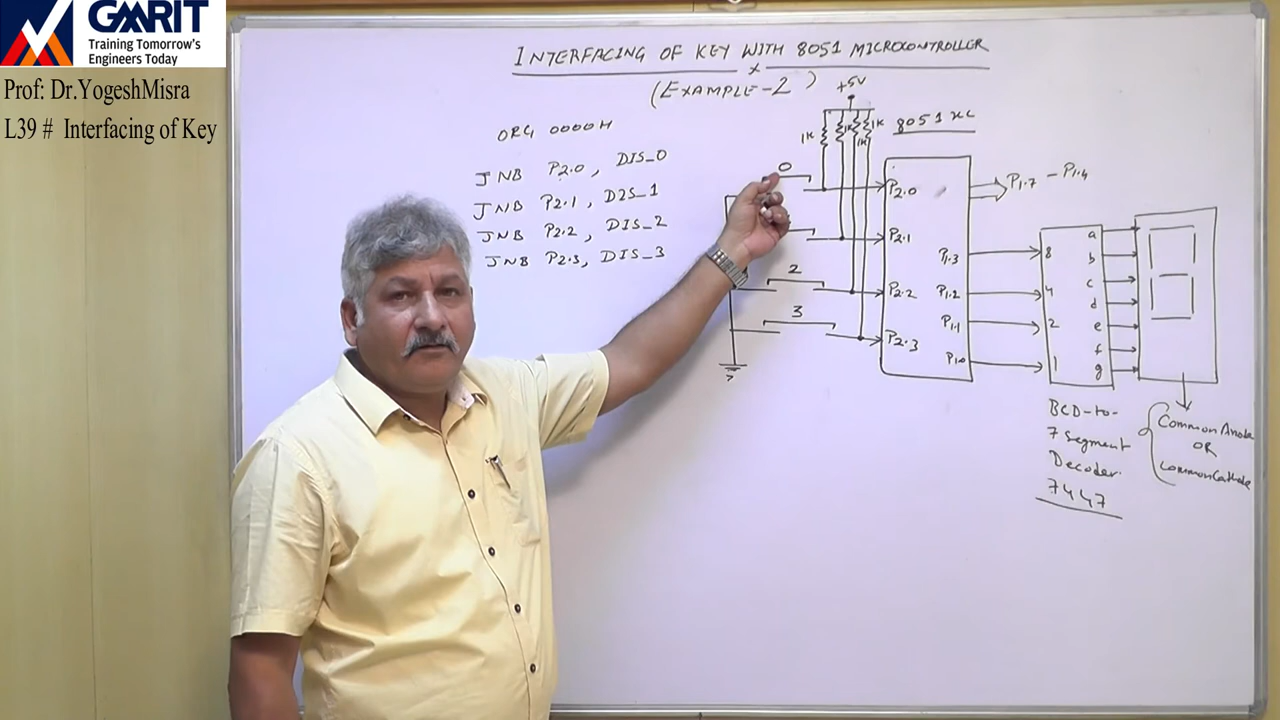 GMRIT
Training Tomorrow's
Engineers Today
Prof: Dr.YogeshMisra
L39 # Interfacing of Key
INTERFACING OF KEY WITH 8051 MICROCONTROLLER
x
(EXAMPLE-2)
+5V
ORG 0000H
JNB P2.0, DIS_0
JNB P2.1, DIS_1
JNB P2.2, DIS_2
JNB P2.3, DIS_3
1K 1K 1K 1K
8051 μC
0
2
3
P2.0
P2.1
P2.2
P2.3
P1.7 - P1.4
P1.3
P1.2
P1.1
P1.0
8
4
2
1
a
b
c
d
e
f
g
BCD-to-
7 Segment
Decoder.
7447
Common Anode
OR
Common Cathode